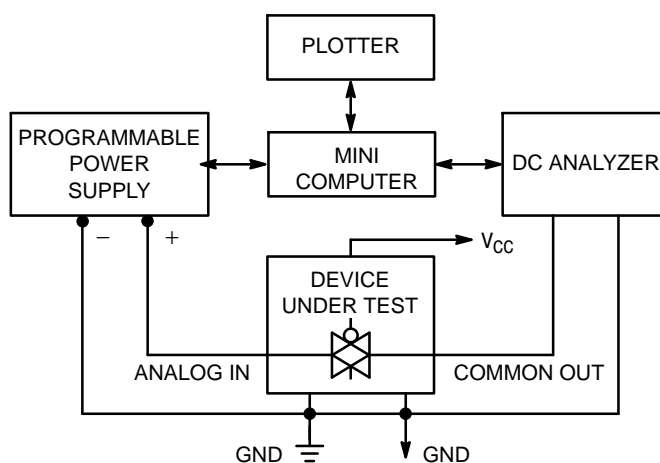 PLOTTER
PROGRAMMABLE
POWER
SUPPLY
MINI
COMPUTER
DC ANALYZER
− +
VCC
DEVICE
UNDER TEST
ANALOG IN
COMMON OUT
GND
GND